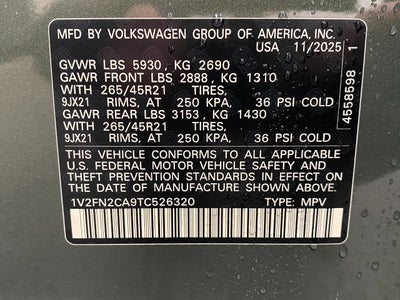 MFD BY VOLKSWAGEN GROUP OF AMERICA, INC.
USA 11/2025
GVWR LBS 5930, KG 2690
GAWR FRONT LBS 2888, KG 1310
WITH 265/45R21 TIRES,
9JX21 RIMS, AT 250 KPA, 36 PSI COLD
GAWR REAR LBS 3153, KG 1430
WITH 265/45R21 TIRES,
9JX21 RIMS, AT 250 KPA, 36 PSI COLD
THIS VEHICLE CONFORMS TO ALL APPLICABLE
U.S. FEDERAL MOTOR VEHICLE SAFETY AND
THEFT PREVENTION STANDARDS IN EFFECT ON
THE DATE OF MANUFACTURE SHOWN ABOVE.
1V2FN2CA9TC526320 TYPE: MPV
4558598 1